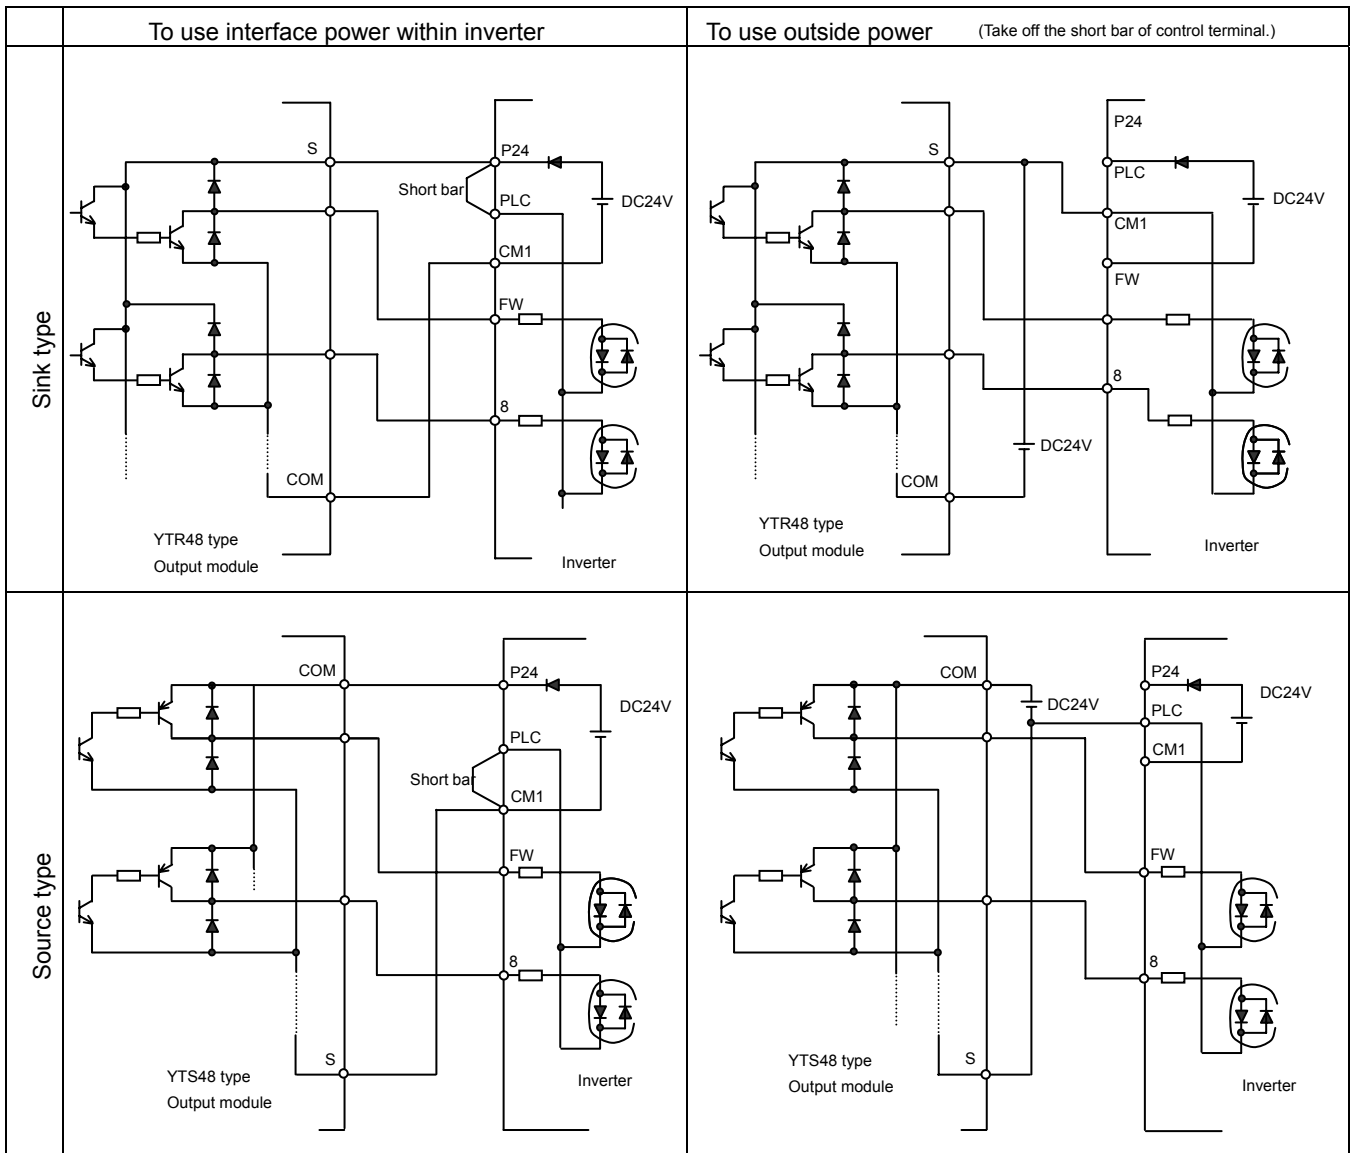 To use interface power within inverter
To use outside power (Take off the short bar of control terminal.)
Sink type
S
P24
Short bar
PLC
DC24V
CM1
FW
8
COM
YTR48 type
Output module
Inverter
P24
S
PLC
DC24V
CM1
FW
8
DC24V
COM
YTR48 type
Output module
Inverter
Source type
COM
P24
DC24V
PLC
Short bar
CM1
FW
8
S
YTS48 type
Output module
Inverter
COM
P24
DC24V
DC24V
PLC
CM1
FW
8
S
YTS48 type
Output module
Inverter